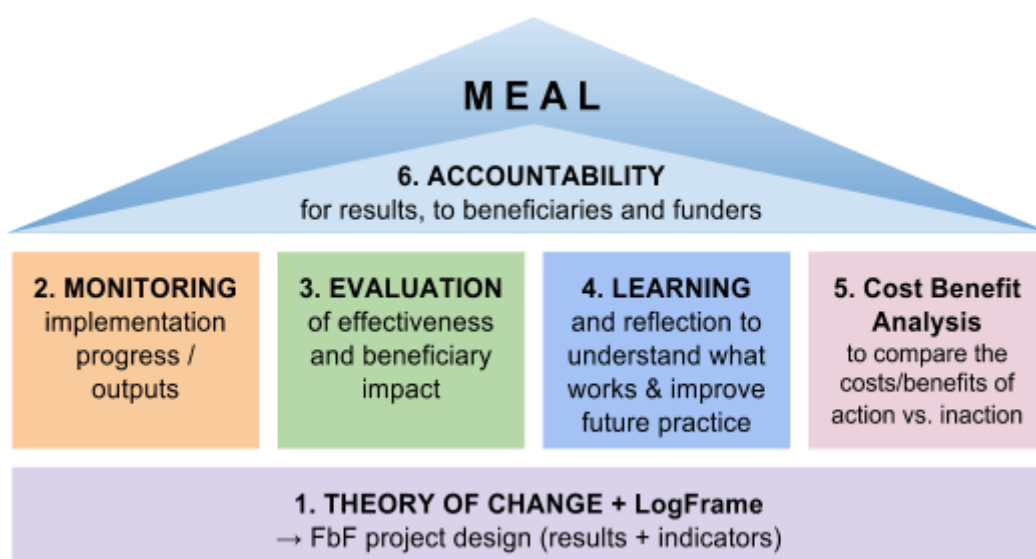 MEAL
6. ACCOUNTABILITY
for results, to beneficiaries and funders
2. MONITORING
implementation
progress /
outputs
3. EVALUATION
of effectiveness
and beneficiary
impact
4. LEARNING
and reflection to
understand what
works & improve
future practice
5. Cost Benefit
Analysis
to compare the
costs/benefits of
action vs. inaction
1. THEORY OF CHANGE + LogFrame
→ FbF project design (results + indicators)